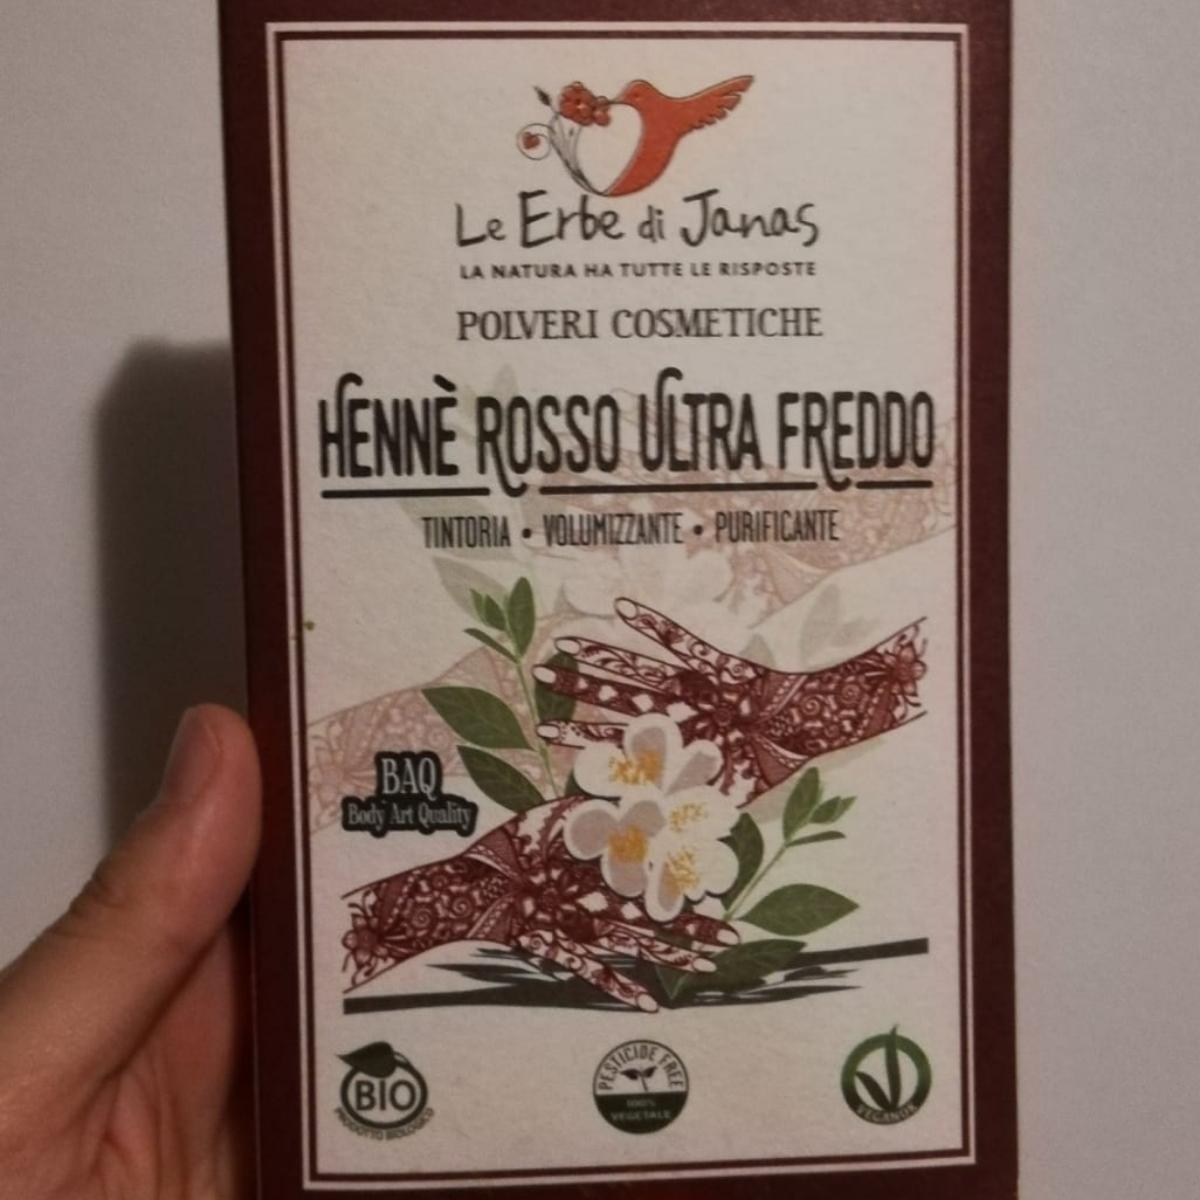 Le Erbe di Janas
LA NATURA HA TUTTE LE RISPOSTE
POLVERI COSMETICHE
HENNÈ ROSSO ULTRA FREDDO
TINTORIA • VOLUMIZZANTE • PURIFICANTE
BAQ
Body Art Quality
BIO
PRODOTTO BIOLOGICO
PESTICIDE FREE
100%
VEGETALE
VEGANOK